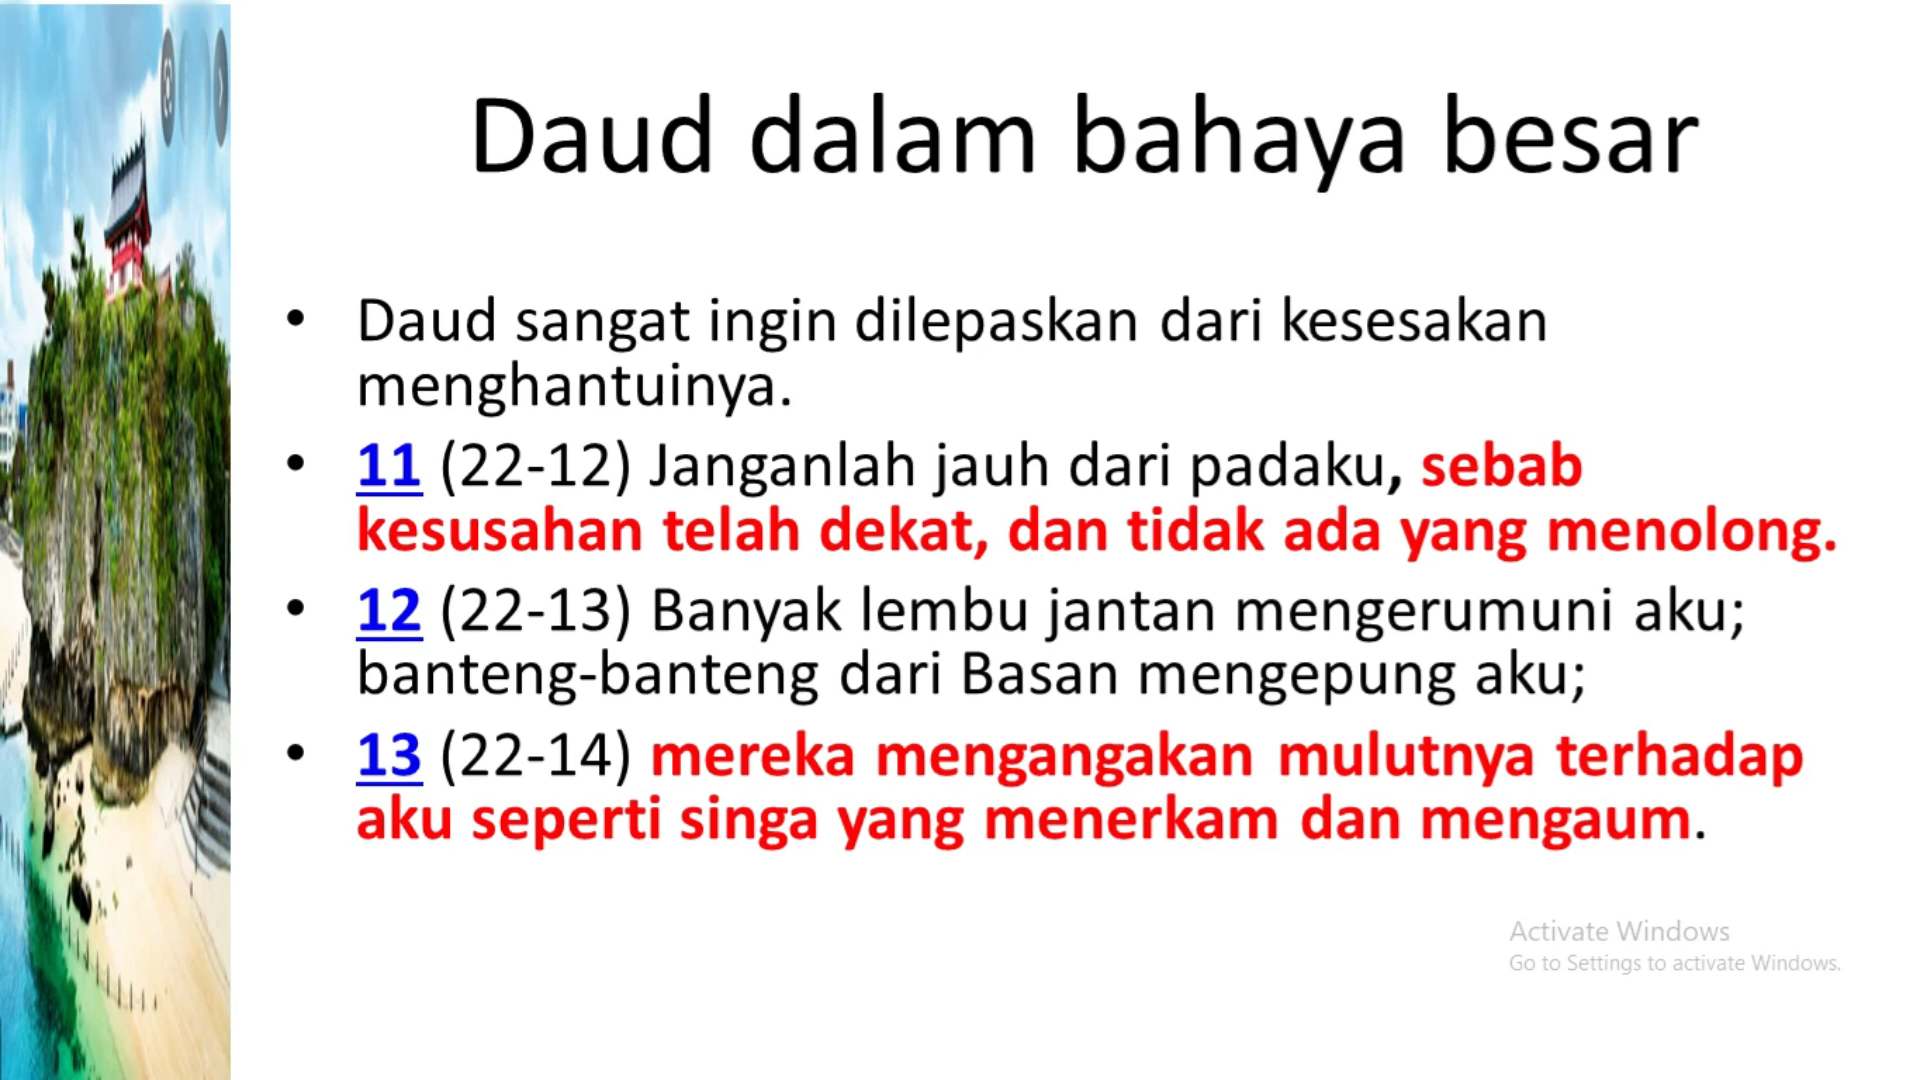 Daud dalam bahaya besar
• Daud sangat ingin dilepaskan dari kesesakan
menghantuinya.
• 11 (22-12) Janganlah jauh dari padaku, sebab
kesusahan telah dekat, dan tidak ada yang menolong.
• 12 (22-13) Banyak lembu jantan mengerumuni aku;
banteng-banteng dari Basan mengepung aku;
• 13 (22-14) mereka mengangakan mulutnya terhadap
aku seperti singa yang menerkam dan mengaum.
Activate Windows
Go to Settings to activate Windows.